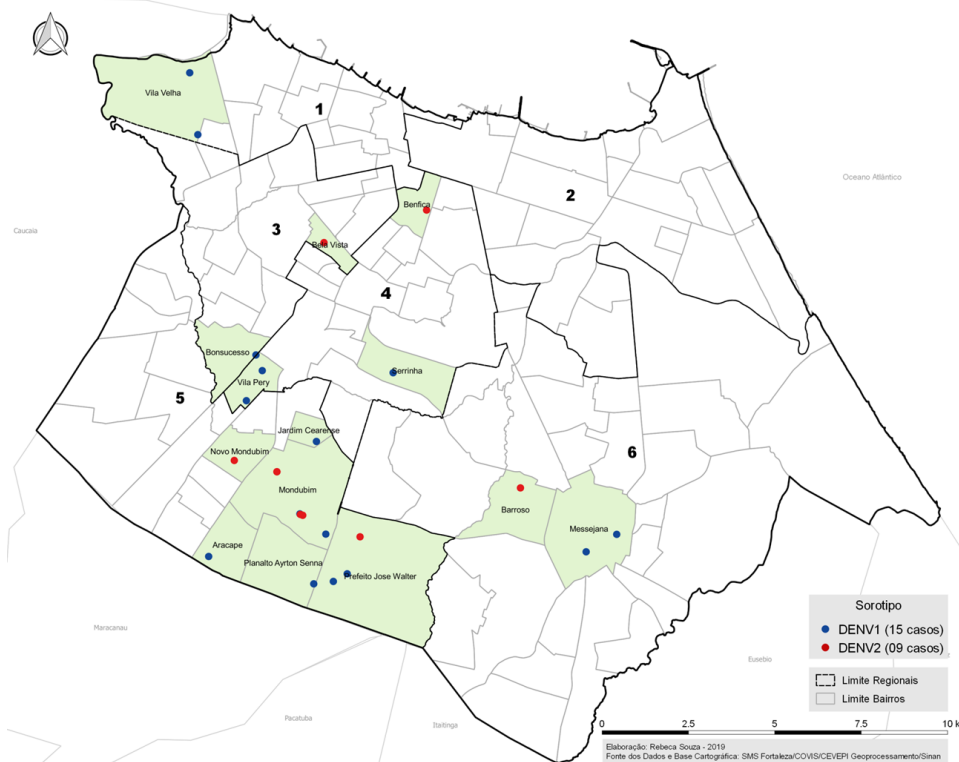 Vila Velha
1
2
Oceano Atlântico
Benfica
Caucaia
3
Bela Vista
4
Bonsucesso
Serrinha
Vila Pery
5
Jardim Cearense
6
Novo Mondubim
Mondubim
Barroso
Messejana
Aracape
Planalto Ayrton Senna
Prefeito Jose Walter
Sorotipo
DENV1 (15 casos)
DENV2 (09 casos)
Maracanau
Eusebio
Limite Regionais
Limite Bairros
Pacatuba
Itaitinga
0 2.5 5 7.5 10 k
Elaboração: Rebeca Souza - 2019
Fonte dos Dados e Base Cartográfica: SMS Fortaleza/COVIS/CEVEPI Geoprocessamento/Sinan